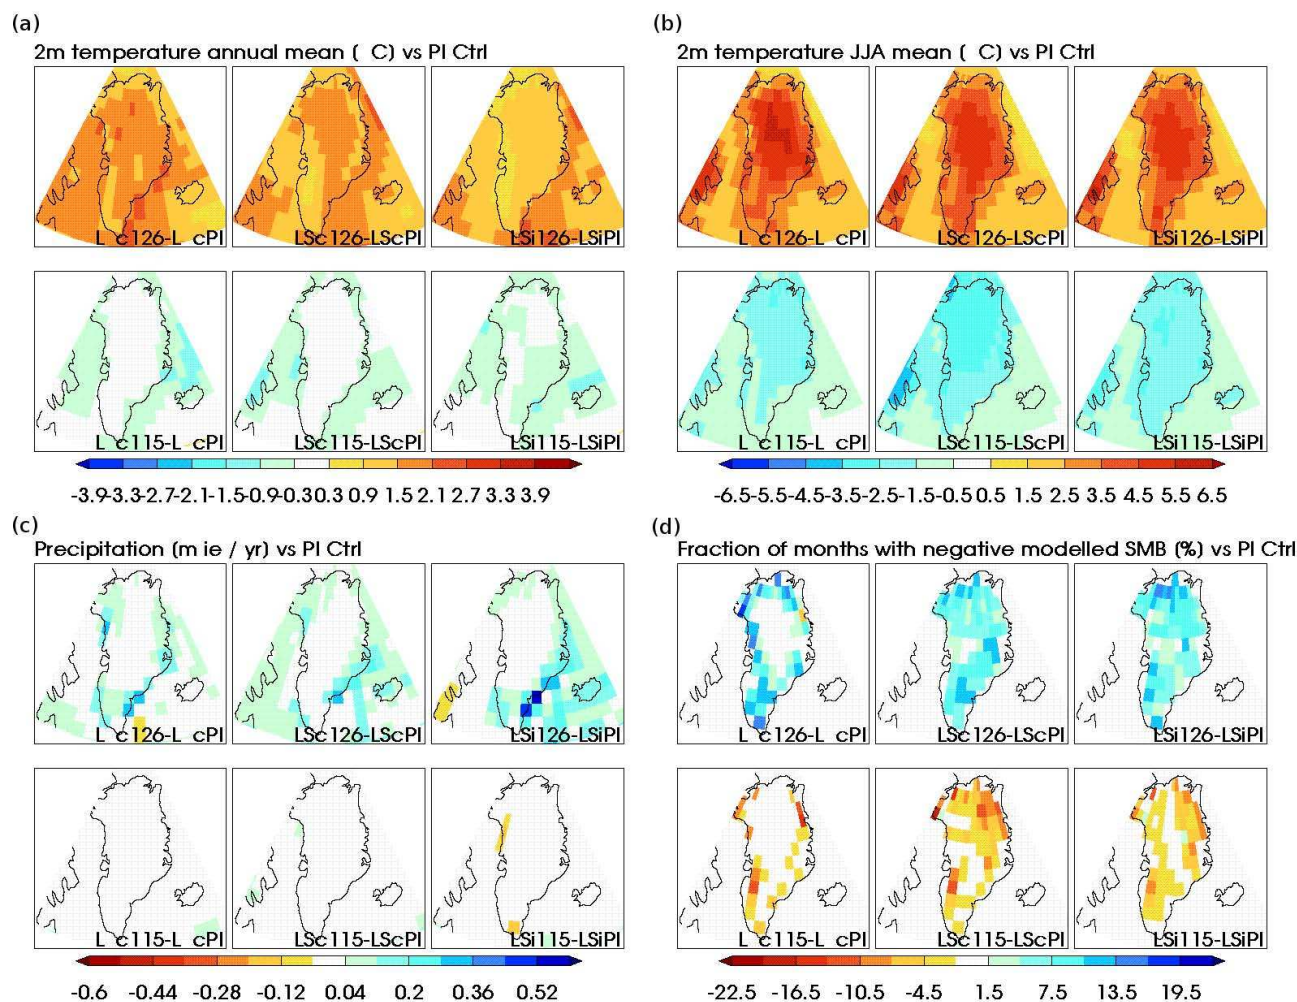 (a)
2m temperature annual mean ( C) vs PI Ctrl
L c126-L cPI
LSc126-LScPI
LSi126-LSiPI
L c115-L cPI
LSc115-LScPI
LSi115-LSiPI
-3.9-3.3-2.7-2.1-1.5-0.9-0.3 0.3 0.9 1.5 2.1 2.7 3.3 3.9
(b)
2m temperature JJA mean ( C) vs PI Ctrl
L c126-L cPI
LSc126-LScPI
LSi126-LSiPI
L c115-L cPI
LSc115-LScPI
LSi115-LSiPI
-6.5-5.5-4.5-3.5-2.5-1.5-0.5 0.5 1.5 2.5 3.5 4.5 5.5 6.5
(c)
Precipitation (m ie / yr) vs PI Ctrl
L c126-L cPI
LSc126-LScPI
LSi126-LSiPI
L c115-L cPI
LSc115-LScPI
LSi115-LSiPI
-0.6 -0.44 -0.28 -0.12 0.04 0.2 0.36 0.52
(d)
Fraction of months with negative modelled SMB (%) vs PI Ctrl
L c126-L cPI
LSc126-LScPI
LSi126-LSiPI
L c115-L cPI
LSc115-LScPI
LSi115-LSiPI
-22.5 -16.5 -10.5 -4.5 1.5 7.5 13.5 19.5